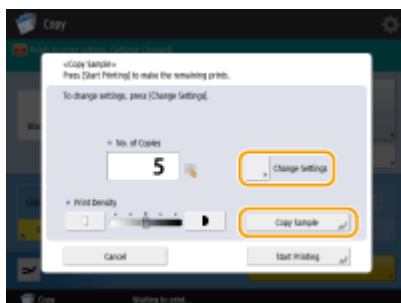 Copy
<Copy Sample>
Press [Start Printing] to make the remaining prints.
To change settings, press [Change Settings].
No. of Copies
5
Change Settings
Print Density
Copy Sample
Cancel
Start Printing
Copy
Waiting to print.